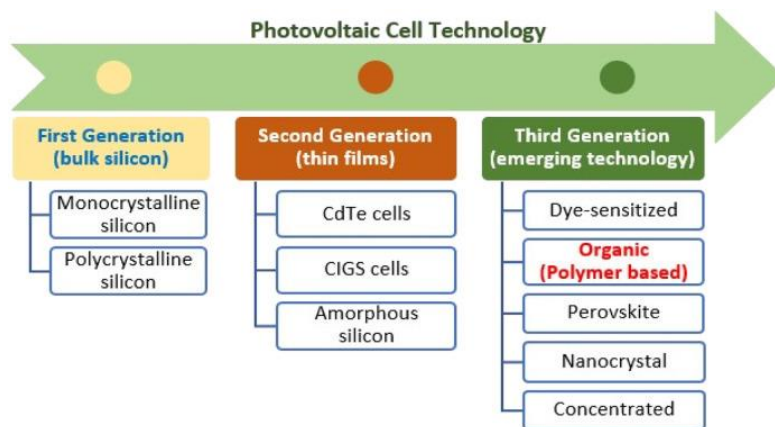 Photovoltaic Cell Technology
First Generation
(bulk silicon)
Monocrystalline
silicon
Polycrystalline
silicon
Second Generation
(thin films)
CdTe cells
CIGS cells
Amorphous
silicon
Third Generation
(emerging technology)
Dye-sensitized
Organic
(Polymer based)
Perovskite
Nanocrystal
Concentrated